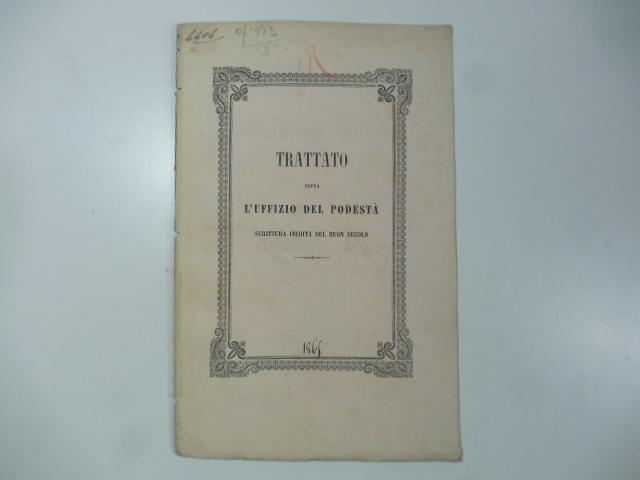 R
TRATTATO
SOPRA
L'UFFIZIO DEL PODESTÀ
SCRITTURA INEDITA DEL BUON SECOLO
1865